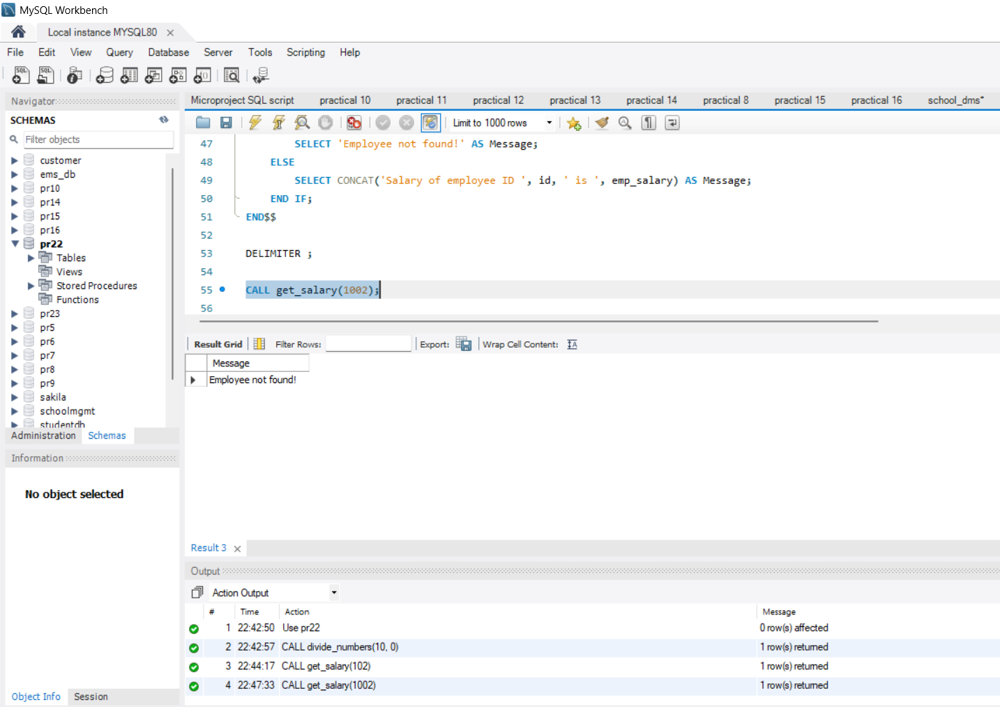 MySQL Workbench
Local instance MYSQL80
File Edit View Query Database Server Tools Scripting Help
Navigator
SCHEMAS
Filter objects
customer
ems_db
pr10
pr14
pr15
pr16
pr22
Tables
Views
Stored Procedures
Functions
pr23
pr5
pr6
pr7
pr8
pr9
sakila
schoolmgmt
studentdb
Administration Schemas
Information
No object selected
Object Info Session
Microproject SQL script practical 10 practical 11 practical 12 practical 13 practical 14 practical 8 practical 15 practical 16 school_dms*
Limit to 1000 rows
47 SELECT 'Employee not found!' AS Message;
48 ELSE
49 SELECT CONCAT('Salary of employee ID ', id, ' is ', emp_salary) AS Message;
50 END IF;
51 END$$
52
53 DELIMITER ;
54
55 CALL get_salary(1002);
56
Result Grid Filter Rows: Export: Wrap Cell Content:
Message
Employee not found!
Result 3
Output
Action Output
# Time Action Message
1 22:42:50 Use pr22 0 row(s) affected
2 22:42:57 CALL divide_numbers(10, 0) 1 row(s) returned
3 22:44:17 CALL get_salary(102) 1 row(s) returned
4 22:47:33 CALL get_salary(1002) 1 row(s) returned